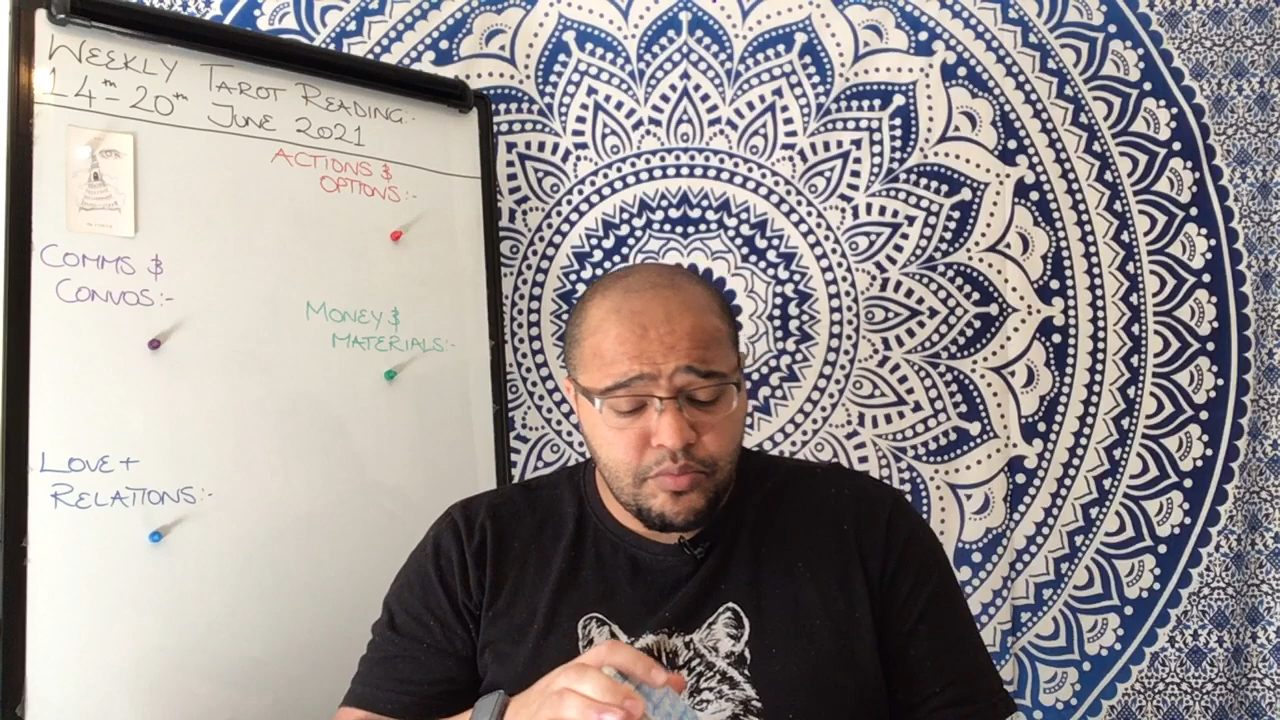 WEEKLY TAROT READING:-
14th - 20th JUNE 2021
ACTIONS &
OPTIONS:-
COMMS &
CONVOS:-
MONEY &
MATERIALS:-
LOVE +
RELATIONS:-